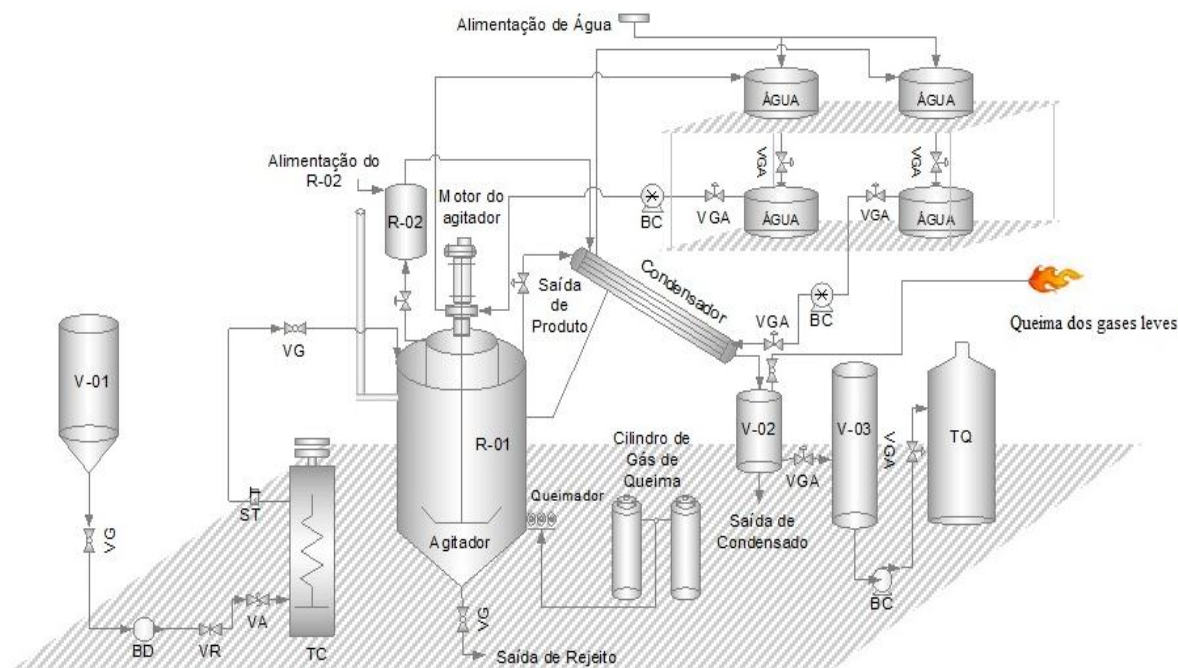 Alimentação de Água
ÁGUA
ÁGUA
VGA
VGA
Alimentação do
R-02
R-02
Motor do
agitador
BC
VGA
ÁGUA
VGA
ÁGUA
Saída
de
Produto
Condensador
BC
VGA
Queima dos gases leves
V-01
VG
R-01
V-02
V-03
VGA
TQ
VGA
Cilindro de
Gás de
Queima
Queimador
ST
VG
Agitador
Saída de
Condensado
BC
BD
VR
VA
TC
VG
Saída de Rejeito